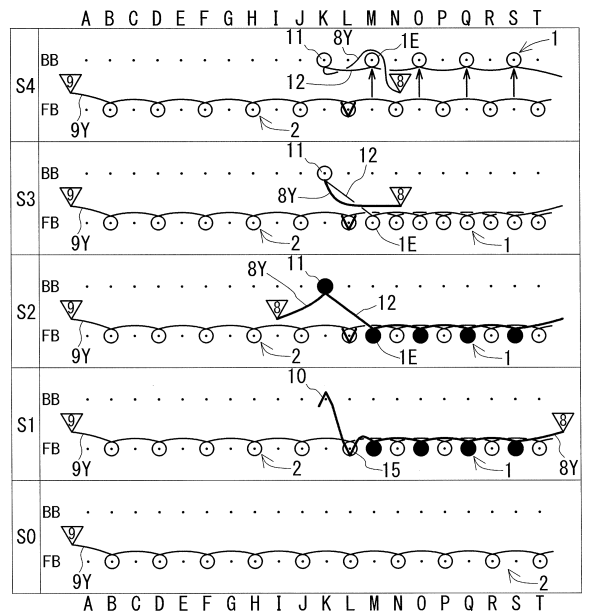 A B C D E F G H I J K L M N O P Q R S T
S4 BB 11 8Y 1E 1
12 8
9
FB
9Y 2
S3 BB 11 12
8Y 8
9
FB
9Y 2 1E 1
S2 BB 8Y 11
12
9 8
FB
9Y 2 1E 1
S1 BB 10
9 8
FB
9Y 2 15 1 8Y
S0 BB
9
FB
9Y 2
A B C D E F G H I J K L M N O P Q R S T